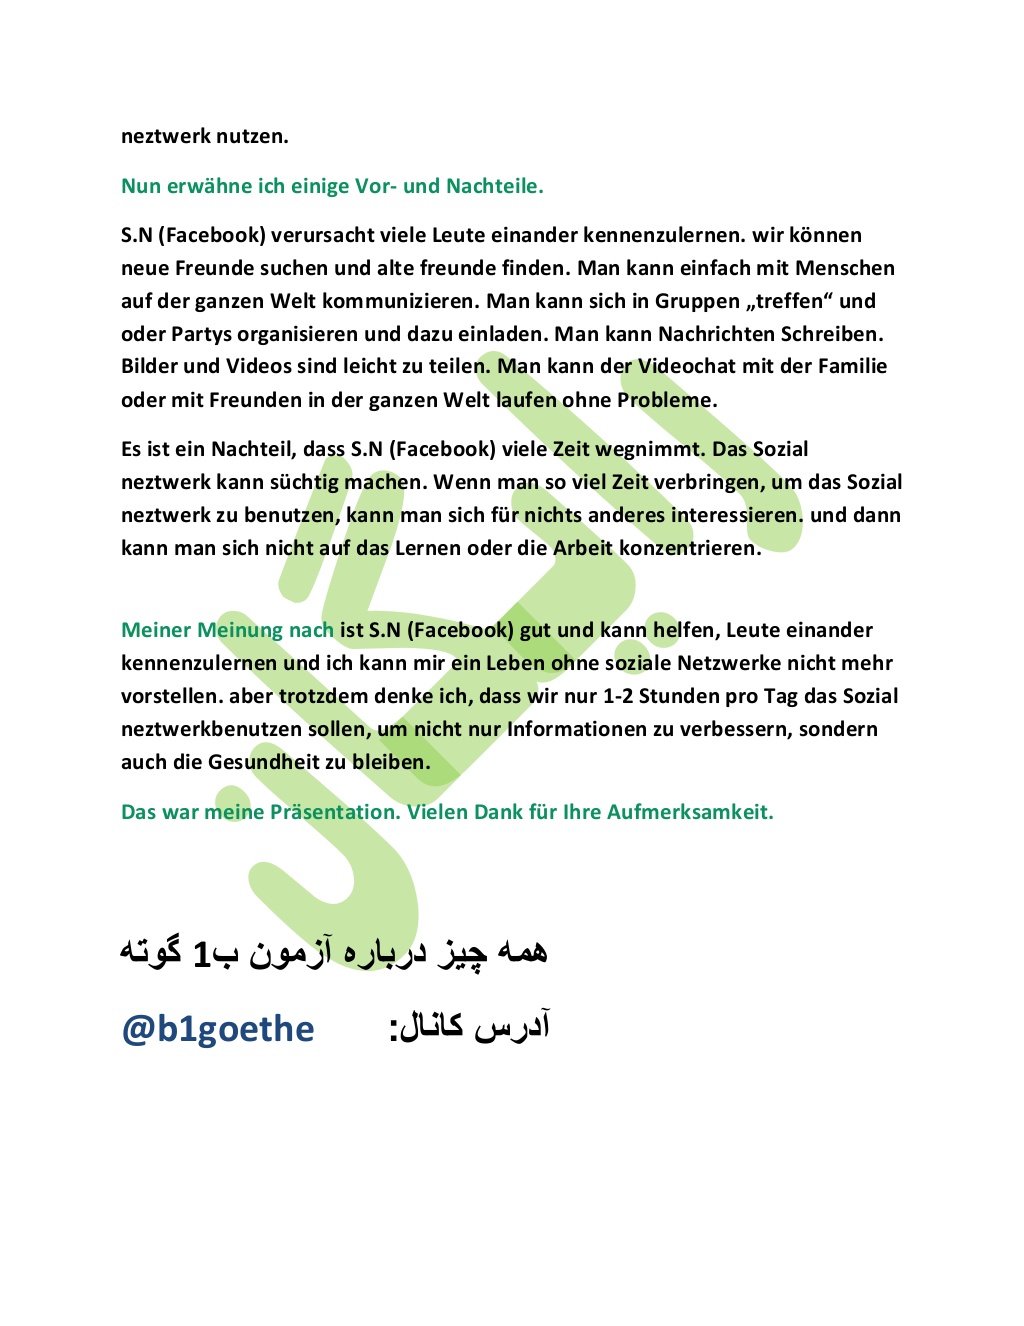 neztwerk nutzen.
Nun erwähne ich einige Vor- und Nachteile.
S.N (Facebook) verursacht viele Leute einander kennenzulernen. wir können
neue Freunde suchen und alte freunde finden. Man kann einfach mit Menschen
auf der ganzen Welt kommunizieren. Man kann sich in Gruppen „treffen“ und
oder Partys organisieren und dazu einladen. Man kann Nachrichten Schreiben.
Bilder und Videos sind leicht zu teilen. Man kann der Videochat mit der Familie
oder mit Freunden in der ganzen Welt laufen ohne Probleme.
Es ist ein Nachteil, dass S.N (Facebook) viele Zeit wegnimmt. Das Sozial
neztwerk kann süchtig machen. Wenn man so viel Zeit verbringen, um das Sozial
neztwerk zu benutzen, kann man sich für nichts anderes interessieren. und dann
kann man sich nicht auf das Lernen oder die Arbeit konzentrieren.
Meiner Meinung nach ist S.N (Facebook) gut und kann helfen, Leute einander
kennenzulernen und ich kann mir ein Leben ohne soziale Netzwerke nicht mehr
vorstellen. aber trotzdem denke ich, dass wir nur 1-2 Stunden pro Tag das Sozial
neztwerkbenutzen sollen, um nicht nur Informationen zu verbessern, sondern
auch die Gesundheit zu bleiben.
Das war meine Präsentation. Vielen Dank für Ihre Aufmerksamkeit.
رایگان
همه چیز درباره آزمون ب1 گوته
آدرس کانال: @b1goethe